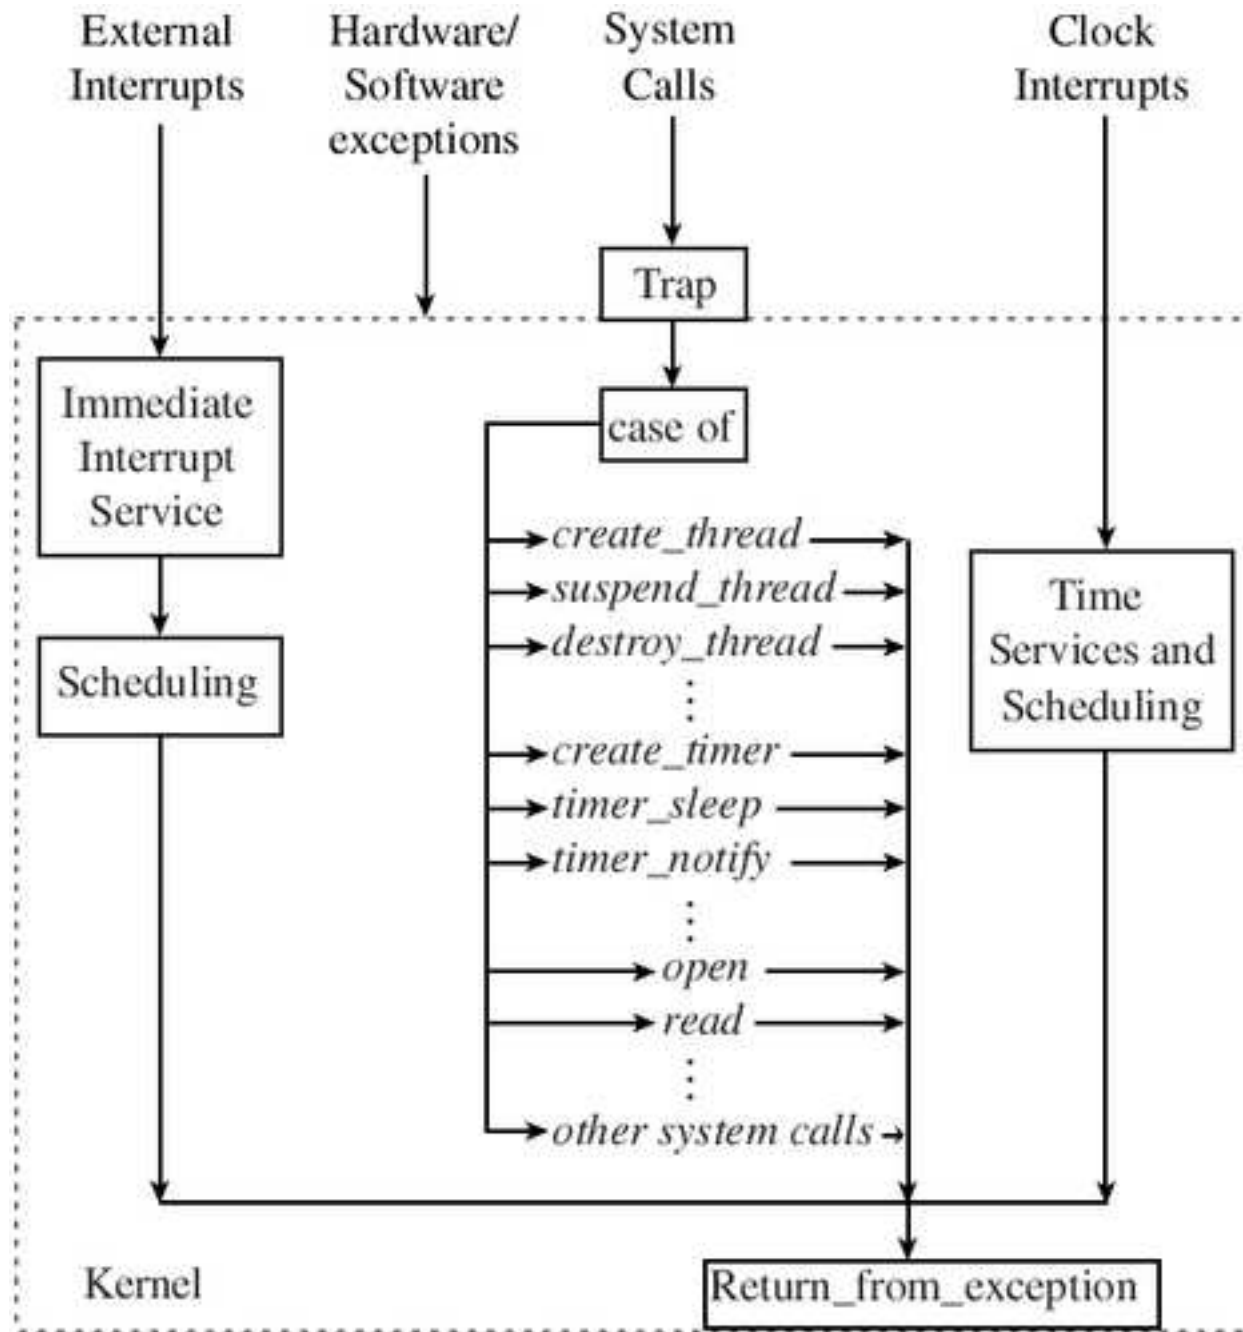 External
Interrupts
Hardware/
Software
exceptions
System
Calls
Clock
Interrupts
Trap
Immediate
Interrupt
Service
case of
create_thread
suspend_thread
destroy_thread
Time
Services and
Scheduling
Scheduling
create_timer
timer_sleep
timer_notify
open
read
other system calls
Kernel
Return_from_exception